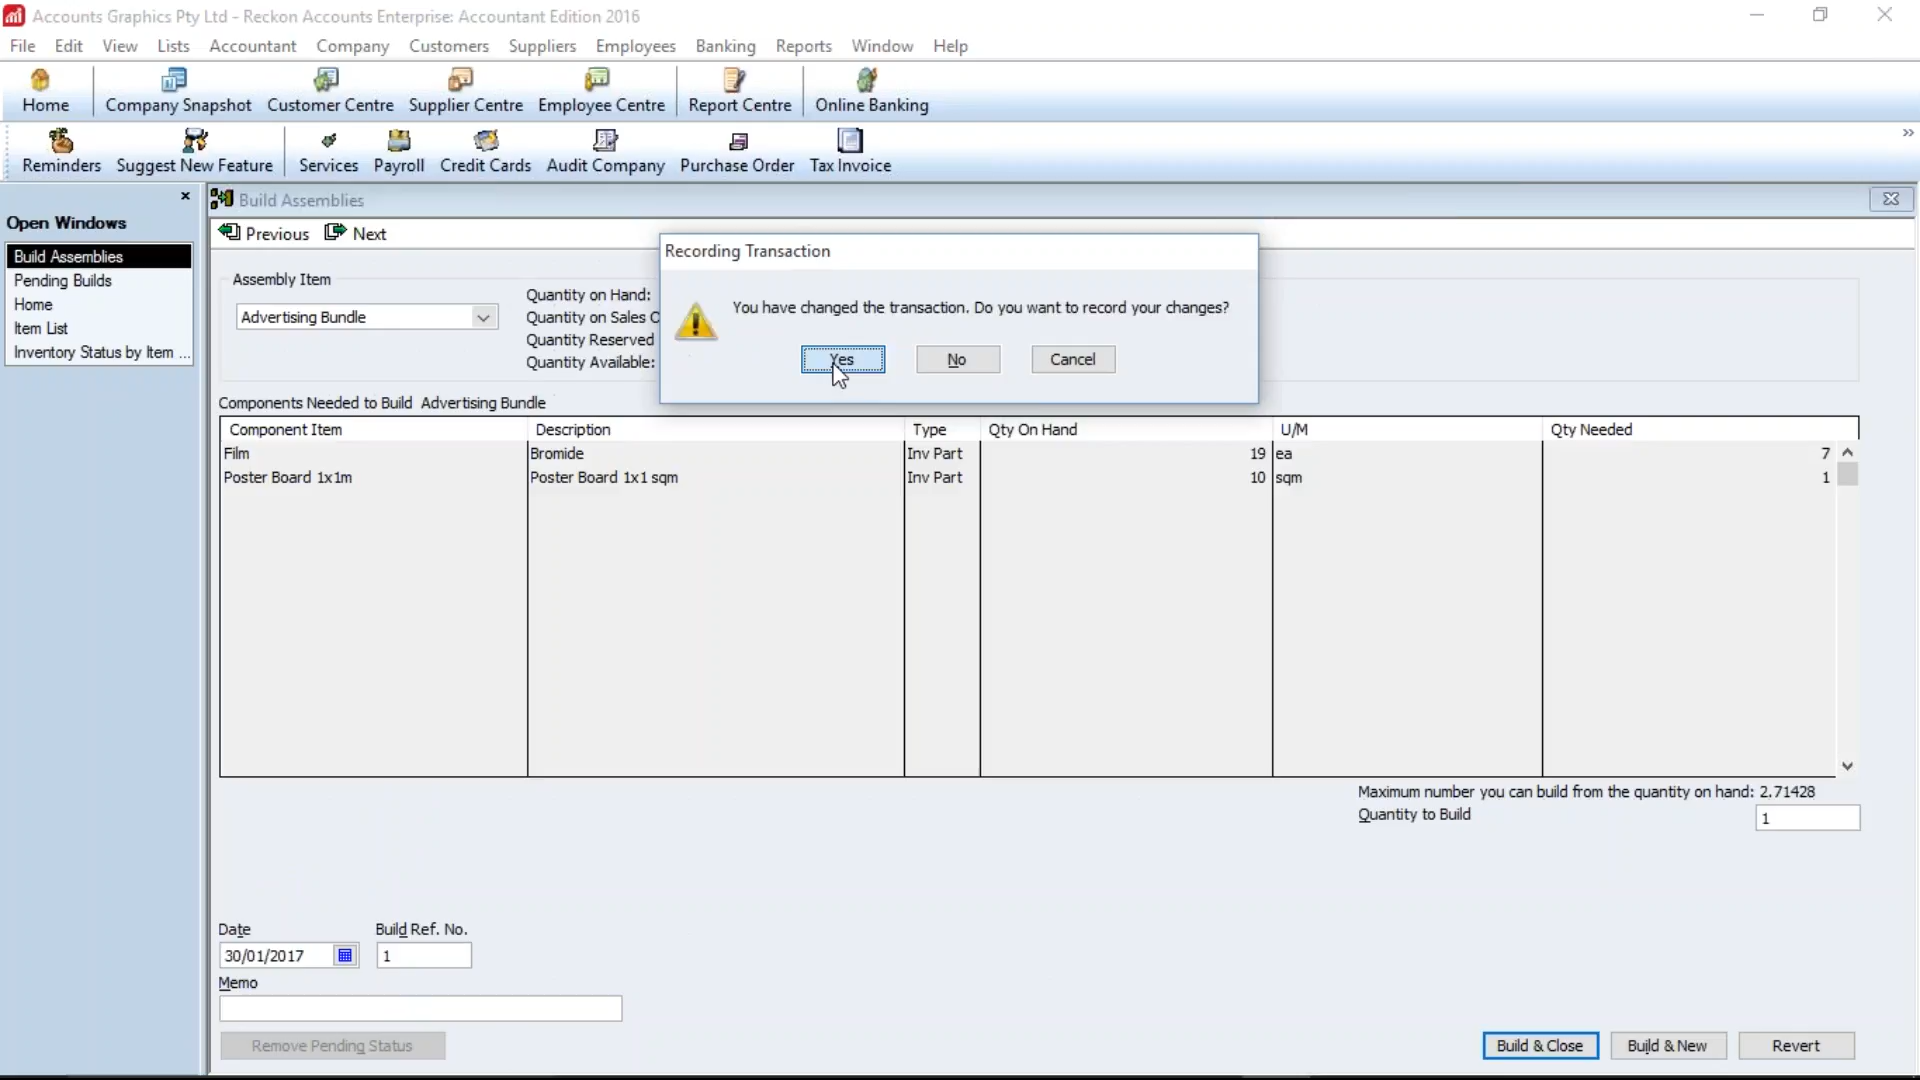 Accounts Graphics Pty Ltd - Reckon Accounts Enterprise: Accountant Edition 2016
File Edit View Lists Accountant Company Customers Suppliers Employees Banking Reports Window Help
Home Company Snapshot Customer Centre Supplier Centre Employee Centre Report Centre Online Banking
Reminders Suggest New Feature Services Payroll Credit Cards Audit Company Purchase Order Tax Invoice
Open Windows
Build Assemblies
Pending Builds
Home
Item List
Inventory Status by Item ...
Build Assemblies
Previous Next
Assembly Item
Advertising Bundle
Quantity on Hand:
Quantity on Sales O
Quantity Reserved
Quantity Available:
Recording Transaction
You have changed the transaction. Do you want to record your changes?
Yes No Cancel
Components Needed to Build Advertising Bundle
Component Item Description Type Qty On Hand U/M Qty Needed
Film Bromide Inv Part 19 ea 7
Poster Board 1x1m Poster Board 1x1 sqm Inv Part 10 sqm 1
Maximum number you can build from the quantity on hand: 2.71428
Quantity to Build 1
Date Build Ref. No.
30/01/2017 1
Memo
Remove Pending Status Build & Close Build & New Revert